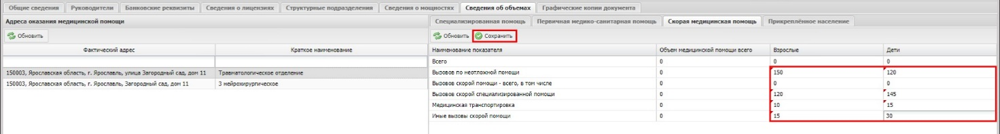 Общие сведения Руководители Банковские реквизиты Сведения о лицензиях Структурные подразделения Сведения о мощностях Сведения об объемах Графические копии документа
Адреса оказания медицинской помощи
Обновить
Фактический адрес Краткое наименование
150003, Ярославская область, г. Ярославль, улица Загородный сад, дом 11 Травматологическое отделение
150003, Ярославская область, г. Ярославль, Загородный сад, дом 11 3 нейрохирургическое
Специализированная помощь Первичная медико-санитарная помощь Скорая медицинская помощь Прикреплённое население
Обновить Сохранить
Наименование показателя Объем медицинской помощи всего Взрослые Дети
Всего 0 0 0
Вызовов по неотложной помощи 0 150 120
Вызовов скорой помощи - всего, в том числе 0 0 0
Вызовов скорой специализированной помощи 0 120 145
Медицинская транспортировка 0 10 15
Иные вызовы скорой помощи 0 15 30